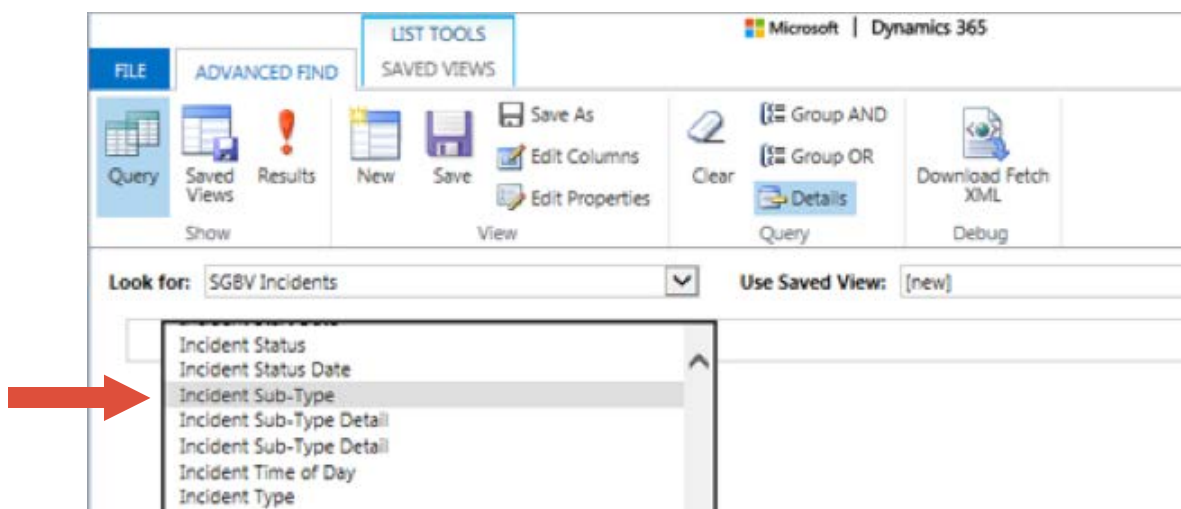 LIST TOOLS
Microsoft | Dynamics 365
FILE
ADVANCED FIND
SAVED VIEWS
Query
Saved Views
Results
New
Save
Save As
Edit Columns
Edit Properties
Clear
Group AND
Group OR
Details
Download Fetch XML
Show
View
Query
Debug
Look for: SGBV Incidents
Use Saved View: [new]
Incident Status
Incident Status Date
Incident Sub-Type
Incident Sub-Type Detail
Incident Sub-Type Detail
Incident Time of Day
Incident Type